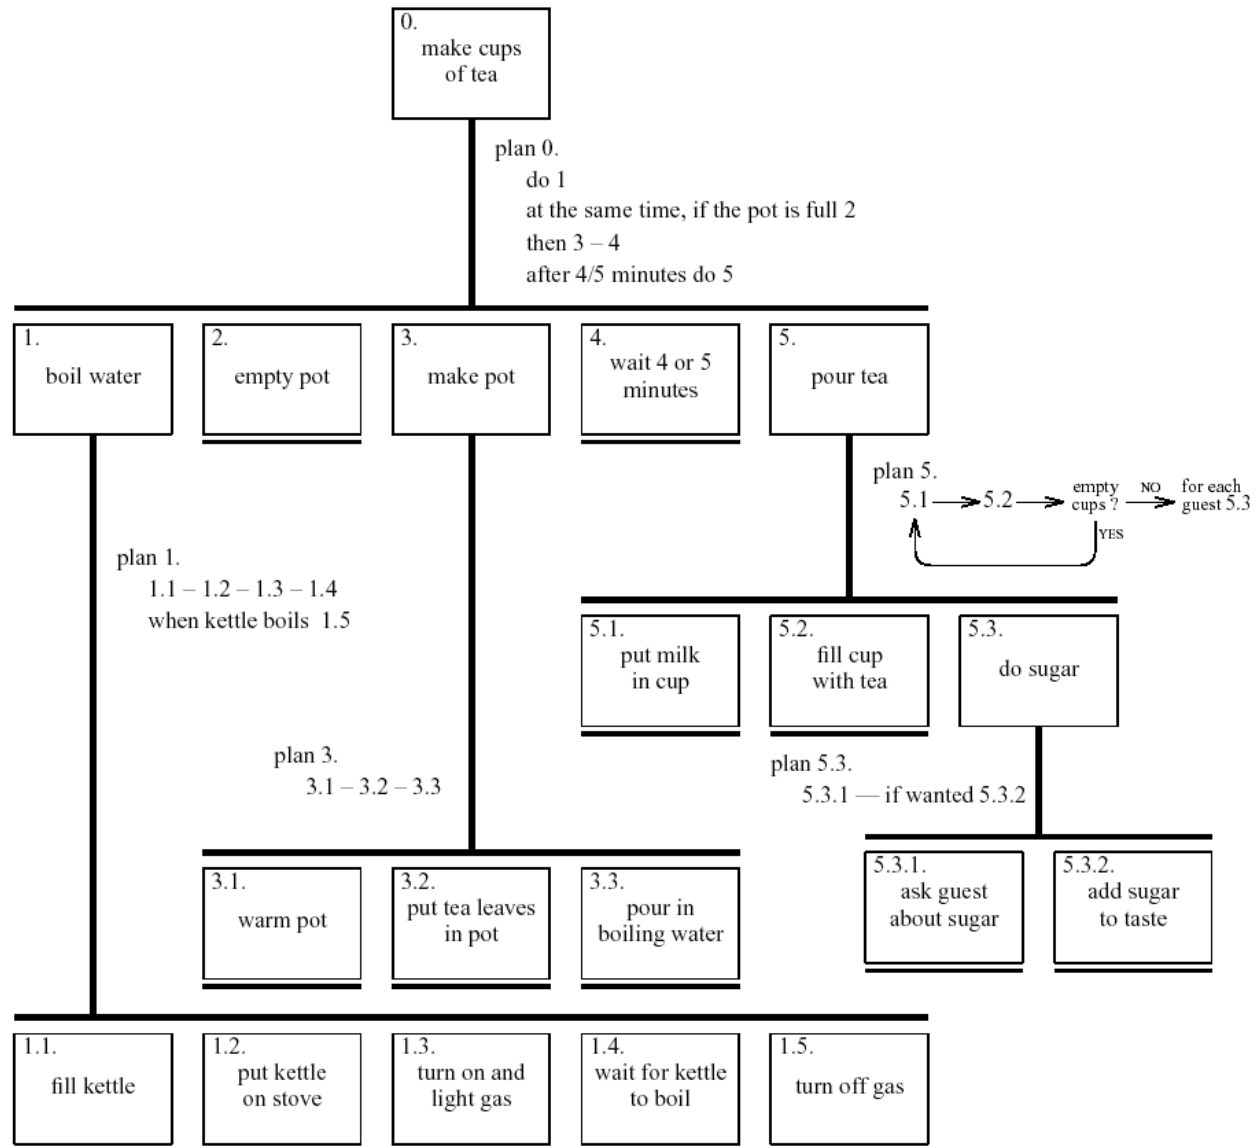 0.
make cups
of tea
plan 0.
do 1
at the same time, if the pot is full 2
then 3 – 4
after 4/5 minutes do 5
1.
boil water
2.
empty pot
3.
make pot
4.
wait 4 or 5
minutes
5.
pour tea
plan 5.
5.1
5.2
empty
cups ?
NO
for each
guest 5.3
YES
plan 1.
1.1 – 1.2 – 1.3 – 1.4
when kettle boils 1.5
5.1.
put milk
in cup
5.2.
fill cup
with tea
5.3.
do sugar
plan 3.
3.1 – 3.2 – 3.3
plan 5.3.
5.3.1 — if wanted 5.3.2
3.1.
warm pot
3.2.
put tea leaves
in pot
3.3.
pour in
boiling water
5.3.1.
ask guest
about sugar
5.3.2.
add sugar
to taste
1.1.
fill kettle
1.2.
put kettle
on stove
1.3.
turn on and
light gas
1.4.
wait for kettle
to boil
1.5.
turn off gas